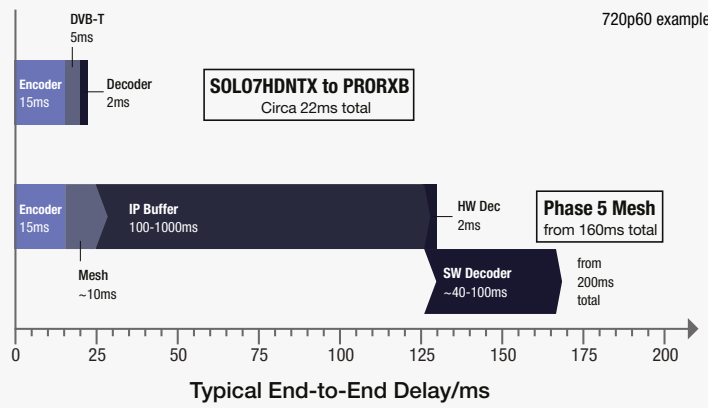 720p60 example
DVB-T
5ms
Encoder
15ms
Decoder
2ms
SOLO7HDNTX to PRORXB
Circa 22ms total
Encoder
15ms
IP Buffer
100-1000ms
HW Dec
2ms
Phase 5 Mesh
from 160ms total
Mesh
~10ms
SW Decoder
~40-100ms
from
200ms
total
0 25 50 75 100 125 150 175 200
Typical End-to-End Delay/ms